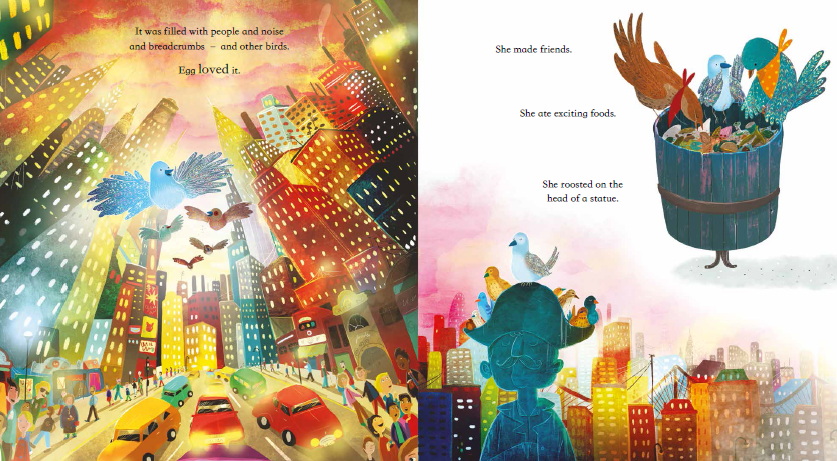 It was filled with people and noise
and breadcrumbs – and other birds.
Egg loved it.
She made friends.
She ate exciting foods.
She roosted on the
head of a statue.